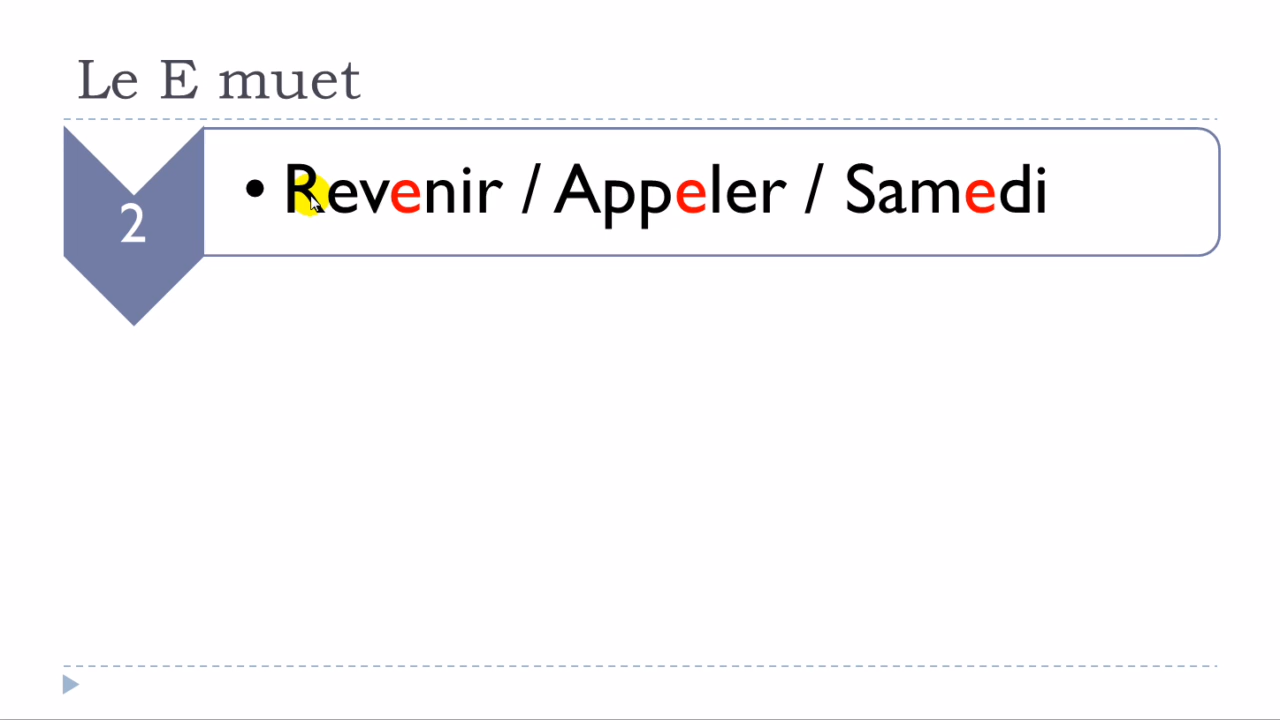 Le E muet
2
• Revenir / Appeler / Samedi